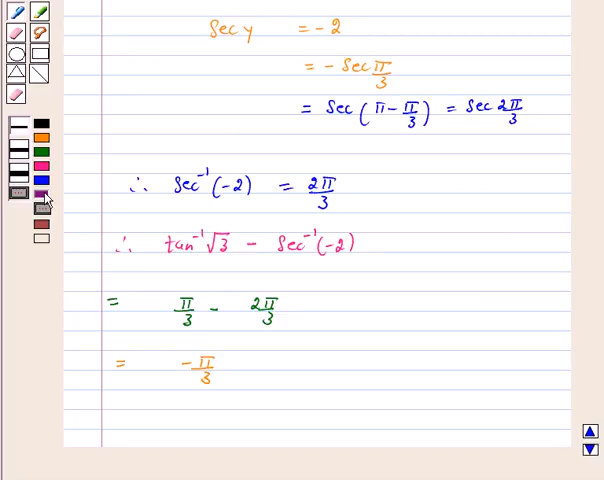 Sec y = -2
= - Sec π/3
= Sec (π - π/3) = Sec 2π/3
∴ Sec⁻¹(-2) = 2π/3
∴ tan⁻¹√3 - Sec⁻¹(-2)
= π/3 - 2π/3
= -π/3